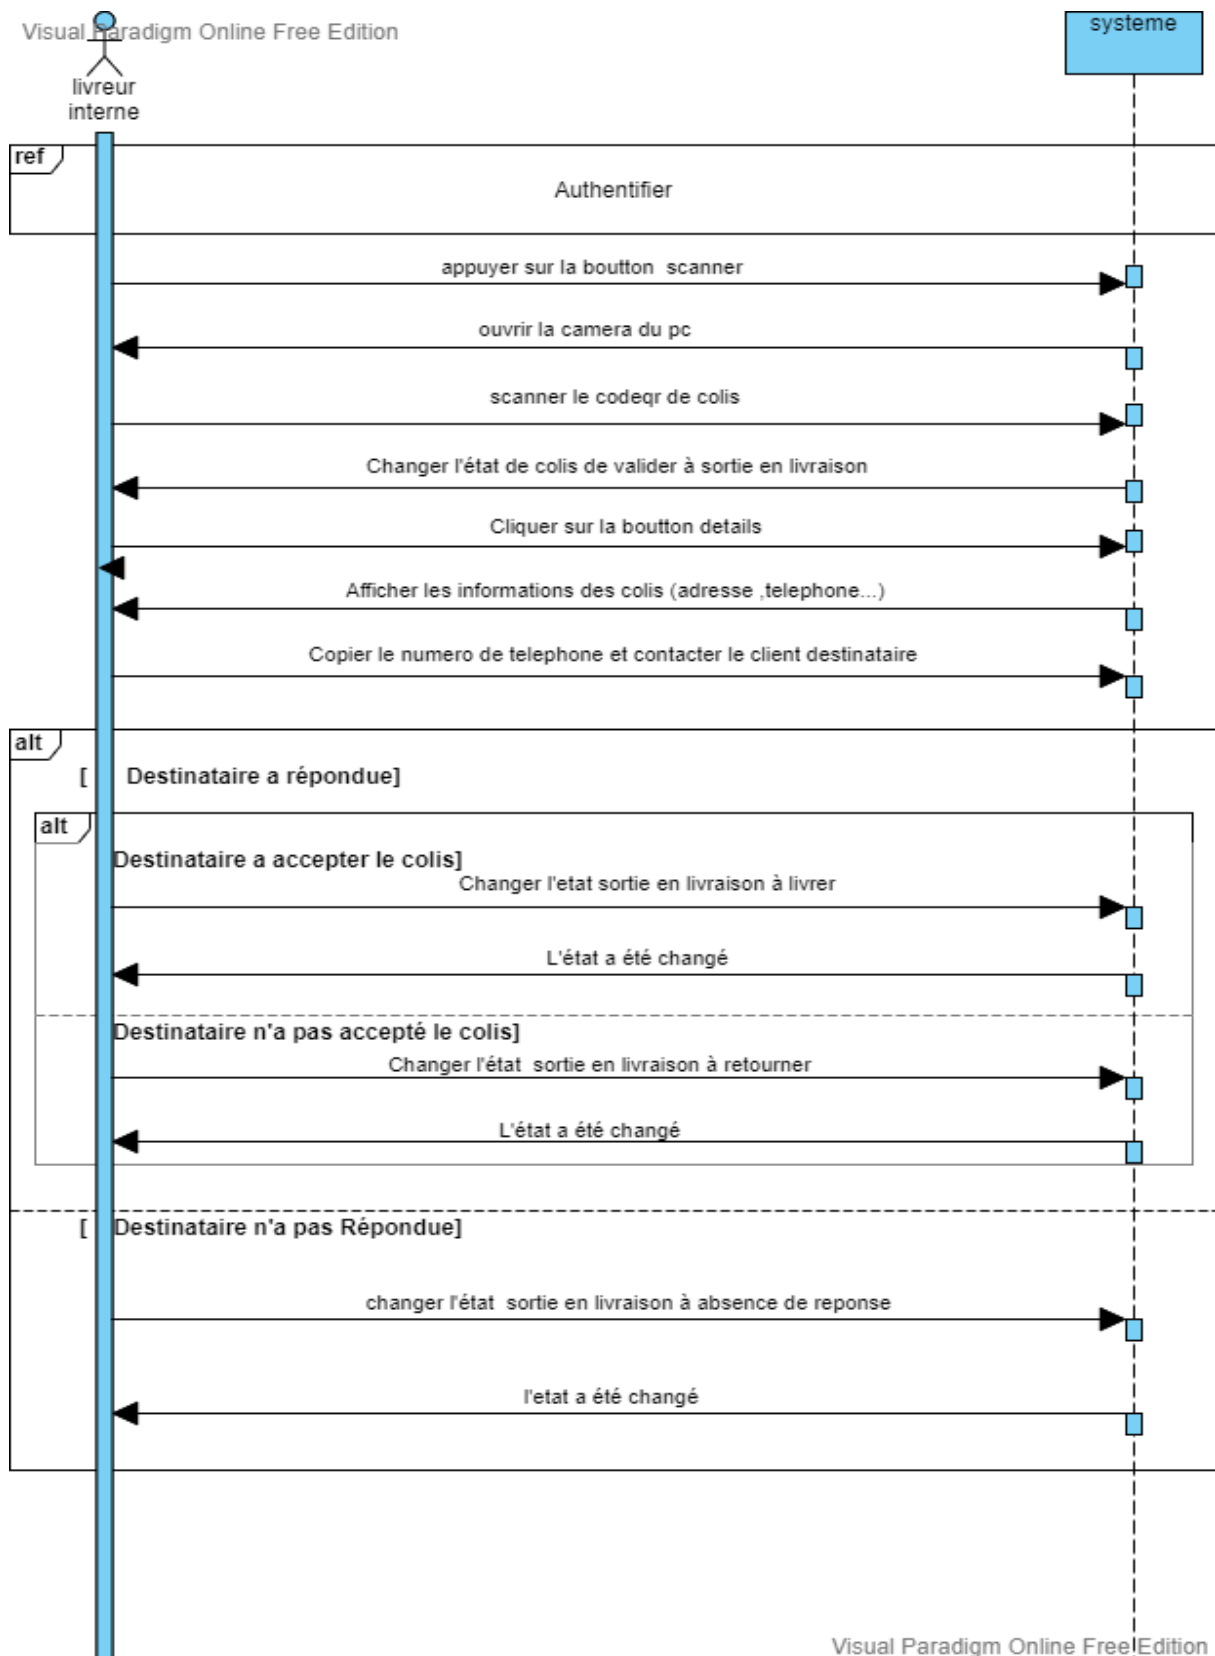 Visual Paradigm Online Free Edition
systeme
livreur
interne
ref
Authentifier
appuyer sur la boutton scanner
ouvrir la camera du pc
scanner le codeqr de colis
Changer l'état de colis de valider à sortie en livraison
Cliquer sur la boutton details
Afficher les informations des colis (adresse ,telephone...)
Copier le numero de telephone et contacter le client destinataire
alt
[ Destinataire a répondue]
alt
Destinataire a accepter le colis]
Changer l'etat sortie en livraison à livrer
L'état a été changé
Destinataire n'a pas accepté le colis]
Changer l'état sortie en livraison à retourner
L'état a été changé
[ Destinataire n'a pas Répondue]
changer l'état sortie en livraison à absence de reponse
l'etat a été changé
Visual Paradigm Online Free Edition